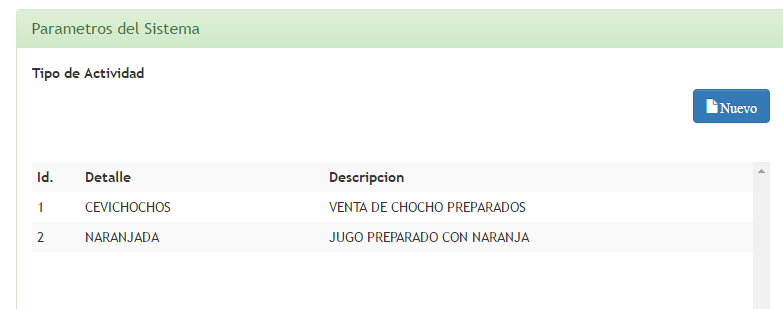 Parametros del Sistema
Tipo de Actividad
Nuevo
Id. Detalle Descripcion
1 CEVICHOCHOS VENTA DE CHOCHO PREPARADOS
2 NARANJADA JUGO PREPARADO CON NARANJA